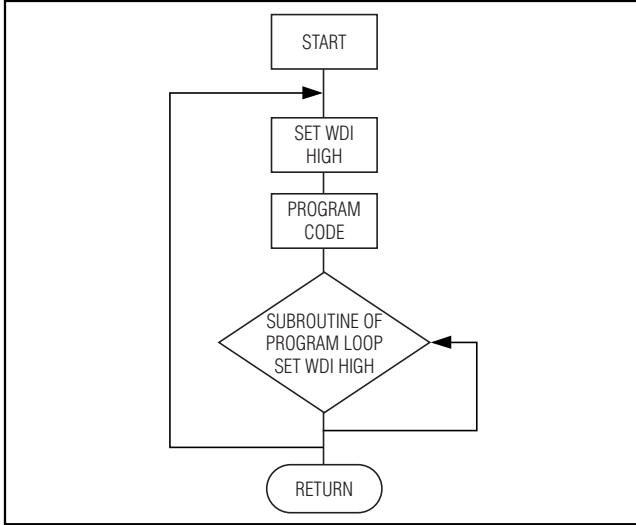 START
SET WDI
HIGH
PROGRAM
CODE
SUBROUTINE OF
PROGRAM LOOP
SET WDI HIGH
RETURN